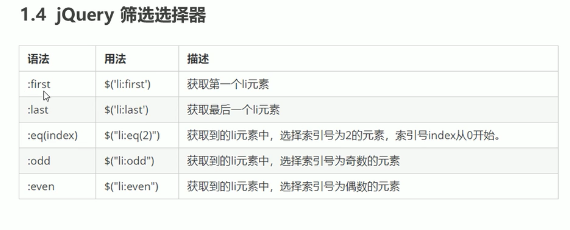 1.4 jQuery 筛选选择器
语法 用法 描述
:first $('li:first') 获取第一个li元素
:last $('li:last') 获取最后一个li元素
:eq(index) $("li:eq(2)") 获取到的li元素中，选择索引号为2的元素，索引号index从0开始。
:odd $("li:odd") 获取到的li元素中，选择索引号为奇数的元素
:even $("li:even") 获取到的li元素中，选择索引号为偶数的元素